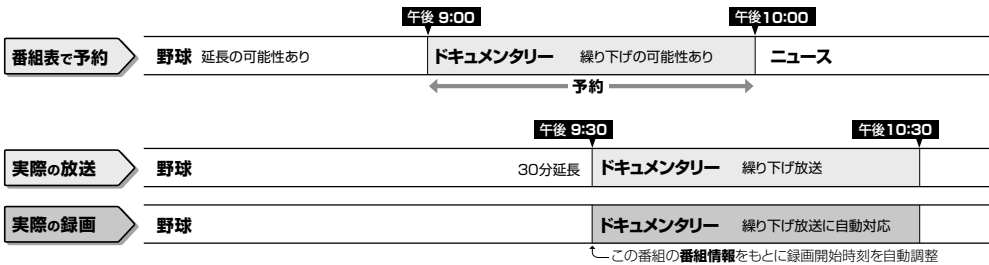 午後 9:00 午後10:00
番組表で予約 野球 延長の可能性あり ドキュメンタリー 繰り下げの可能性あり ニュース
予約
午後 9:30 午後10:30
実際の放送 野球 30分延長 ドキュメンタリー 繰り下げ放送
実際の録画 野球 ドキュメンタリー 繰り下げ放送に自動対応
この番組の番組情報をもとに録画開始時刻を自動調整